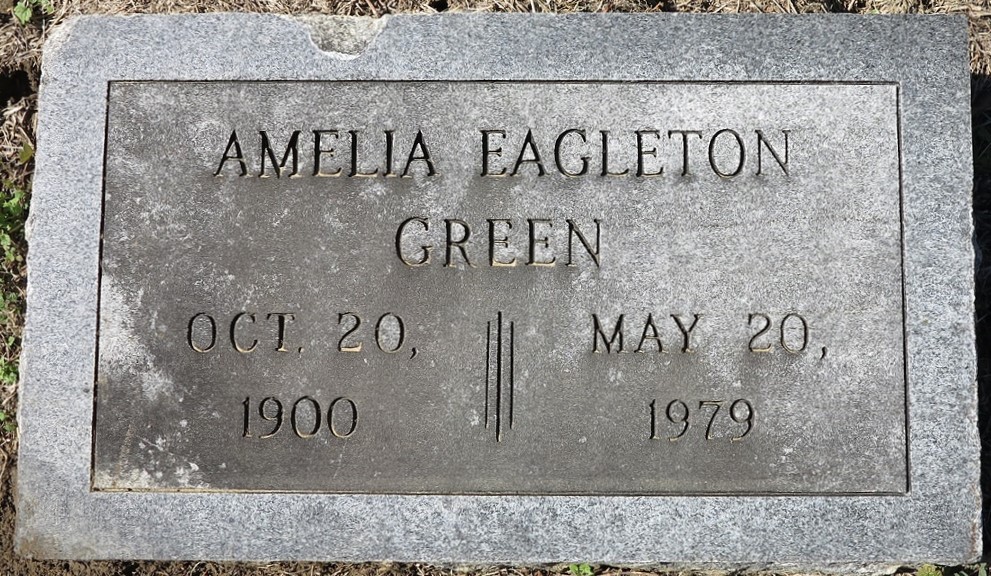 AMELIA EAGLETON
GREEN
OCT. 20, MAY 20,
1900 1979